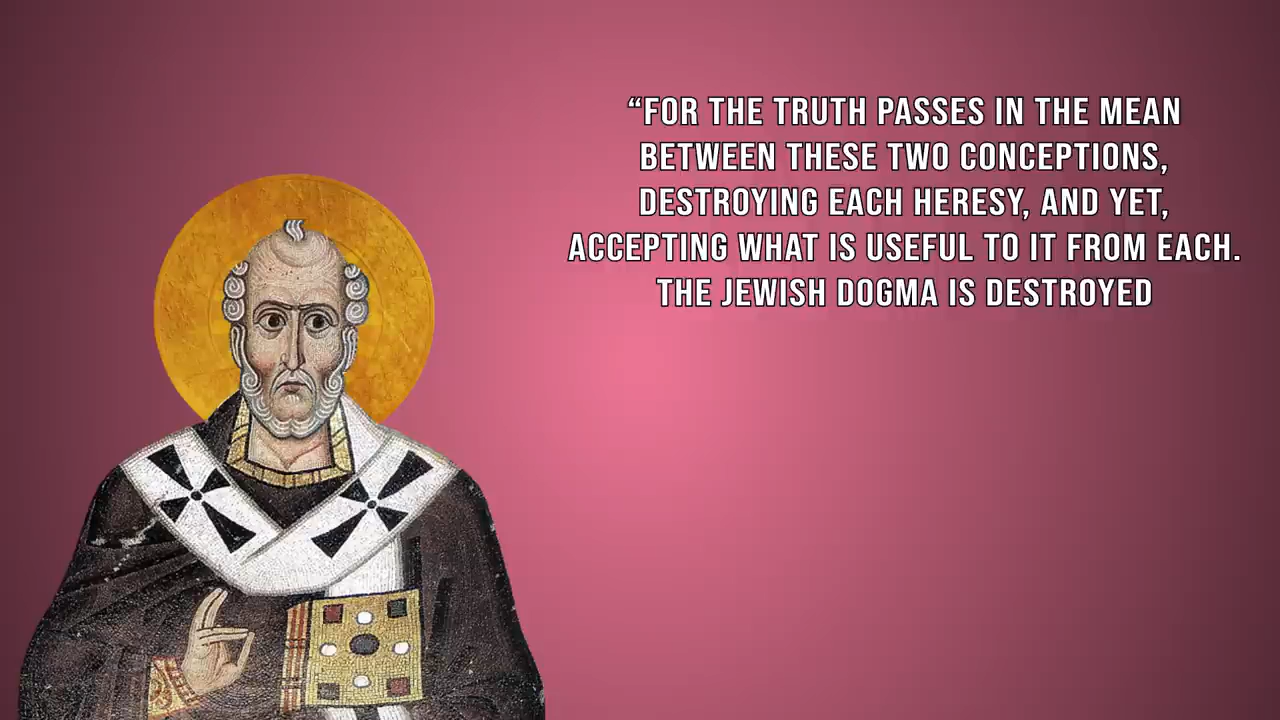 “FOR THE TRUTH PASSES IN THE MEAN
BETWEEN THESE TWO CONCEPTIONS,
DESTROYING EACH HERESY, AND YET,
ACCEPTING WHAT IS USEFUL TO IT FROM EACH.
THE JEWISH DOGMA IS DESTROYED